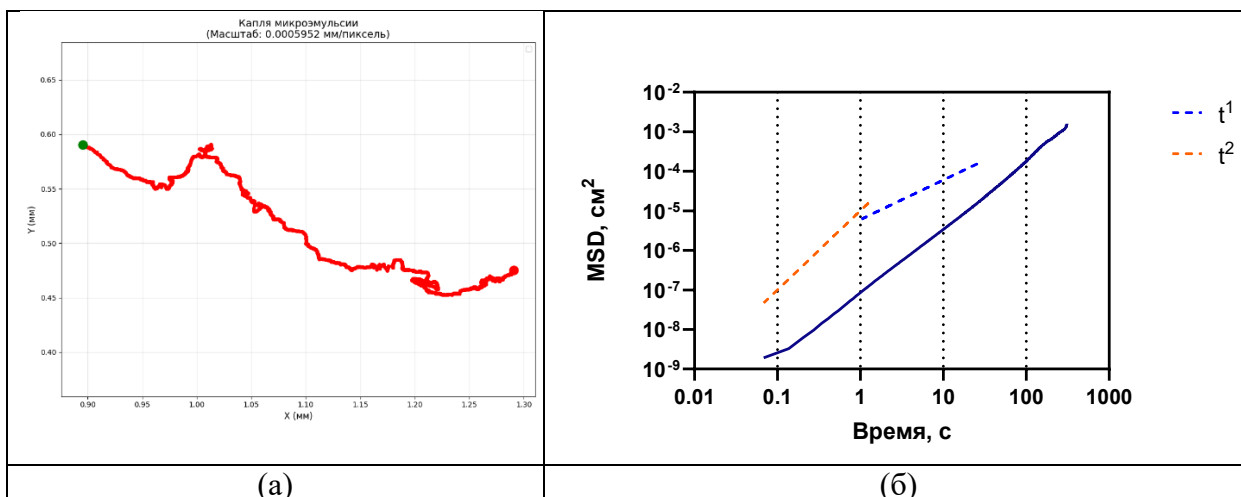 Капля микроэмульсии
(Масштаб: 0.0005952 мм/пиксель)
0.65
0.60
0.55
0.50
0.45
0.40
Y (мм)
0.90 0.95 1.00 1.05 1.10 1.15 1.20 1.25 1.30
X (мм)
10⁻²
10⁻³
10⁻⁴
10⁻⁵
10⁻⁶
10⁻⁷
10⁻⁸
10⁻⁹
MSD, см²
0.01 0.1 1 10 100 1000
Время, с
t¹
t²
(а) (б)